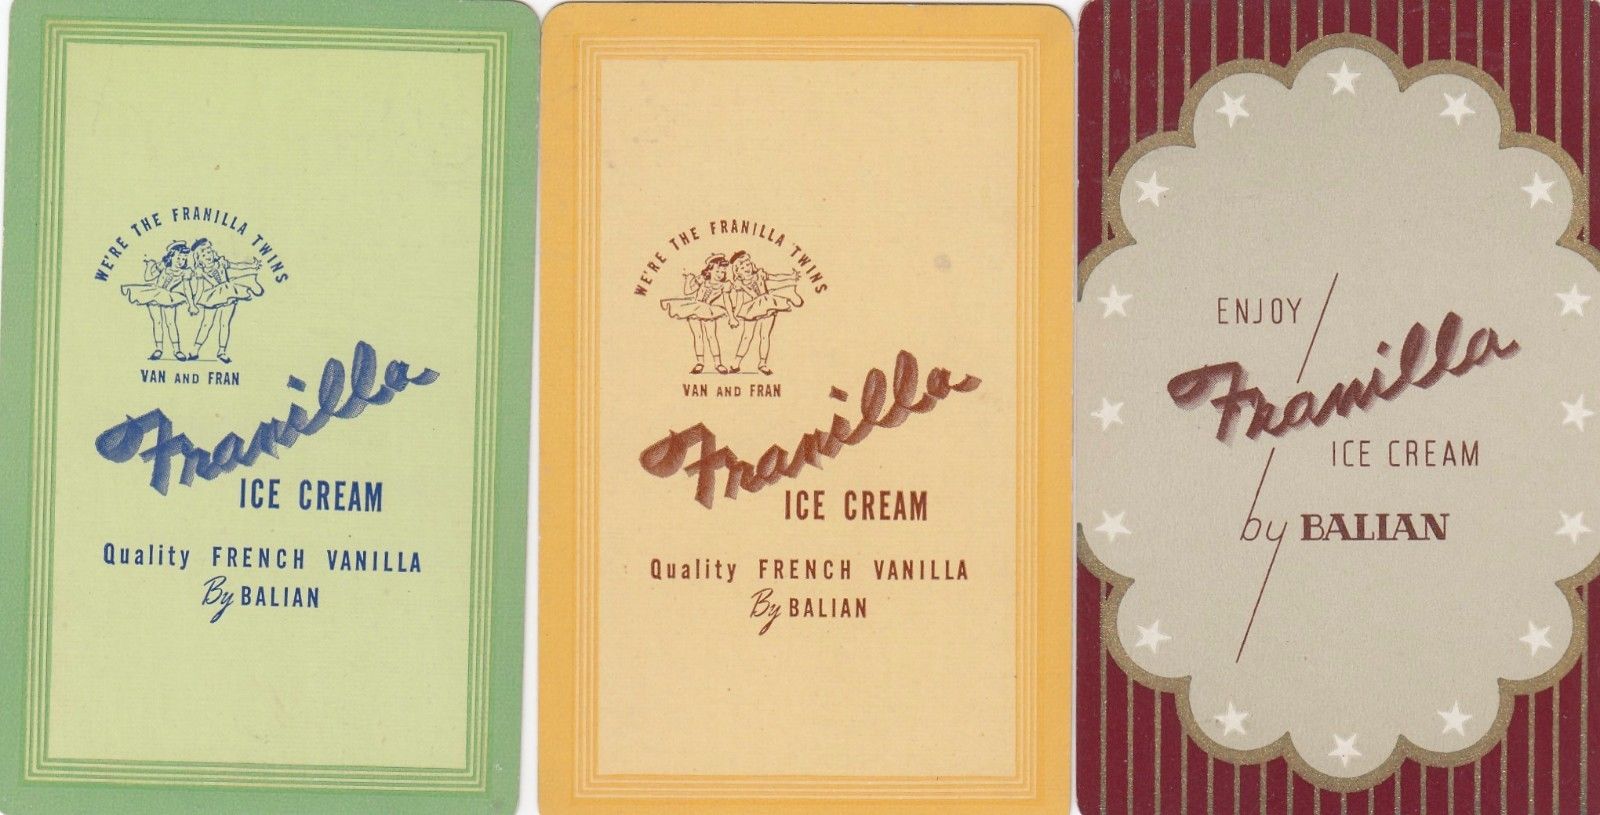 WE'RE THE FRANILLA TWINS
VAN AND FRAN
Franilla
ICE CREAM
Quality FRENCH VANILLA
By BALIAN
WE'RE THE FRANILLA TWINS
VAN AND FRAN
Franilla
ICE CREAM
Quality FRENCH VANILLA
By BALIAN
ENJOY
Franilla
ICE CREAM
by BALIAN